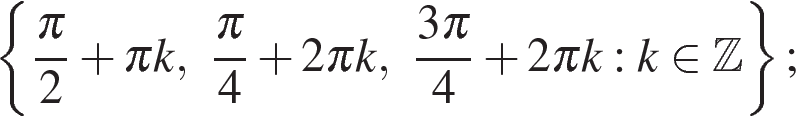 { π/2 + πk, π/4 + 2πk, 3π/4 + 2πk : k ∈ ℤ } ;